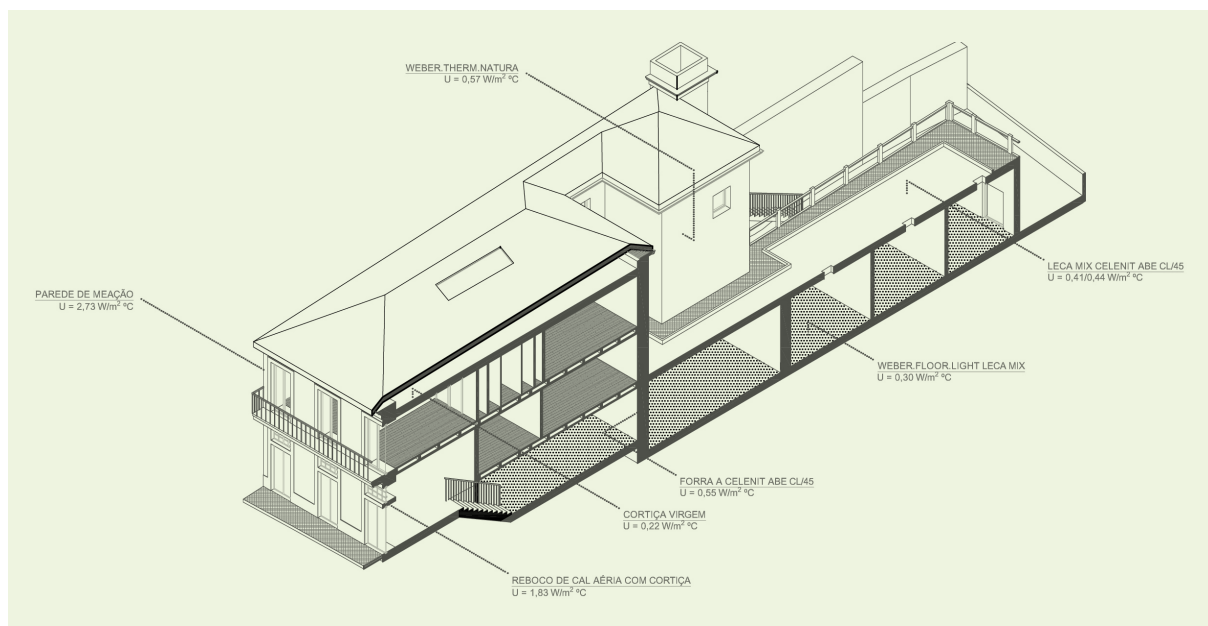 WEBER.THERM.NATURA
U = 0,57 W/m² ºC
PAREDE DE MEAÇÃO
U = 2,73 W/m² ºC
LECA MIX CELENIT ABE CL/45
U = 0,41/0,44 W/m² ºC
WEBER.FLOOR.LIGHT LECA MIX
U = 0,30 W/m² ºC
FORRA A CELENIT ABE CL/45
U = 0,55 W/m² ºC
CORTIÇA VIRGEM
U = 0,22 W/m² ºC
REBOCO DE CAL AÉRIA COM CORTIÇA
U = 1,83 W/m² ºC